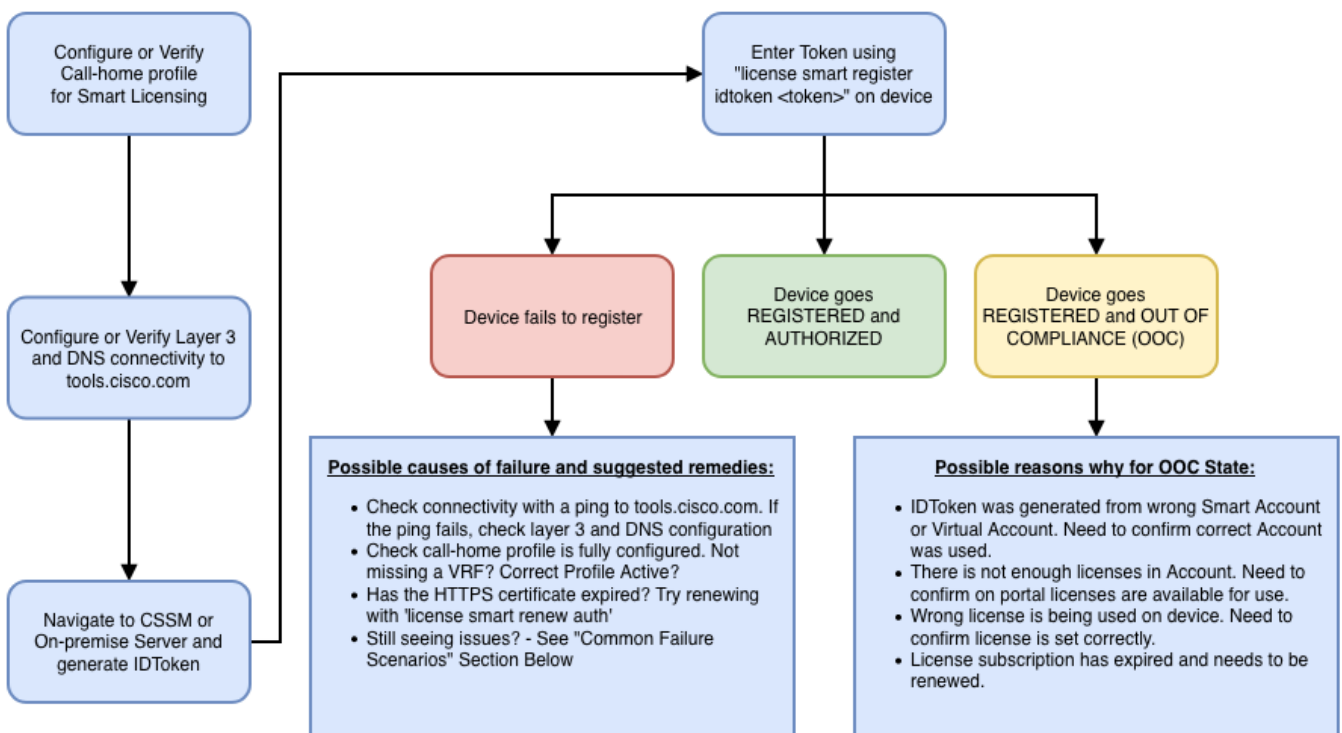 Configure or Verify
Call-home profile
for Smart Licensing
Configure or Verify Layer 3
and DNS connectivity to
tools.cisco.com
Navigate to CSSM or
On-premise Server and
generate IDToken
Enter Token using
"license smart register
idtoken <token>" on device
Device fails to register
Device goes
REGISTERED and
AUTHORIZED
Device goes
REGISTERED and OUT OF
COMPLIANCE (OOC)
Possible causes of failure and suggested remedies:
• Check connectivity with a ping to tools.cisco.com. If
the ping fails, check layer 3 and DNS configuration
• Check call-home profile is fully configured. Not
missing a VRF? Correct Profile Active?
• Has the HTTPS certificate expired? Try renewing
with 'license smart renew auth'
• Still seeing issues? - See "Common Failure
Scenarios" Section Below
Possible reasons why for OOC State:
• IDToken was generated from wrong Smart Account
or Virtual Account. Need to confirm correct Account
was used.
• There is not enough licenses in Account. Need to
confirm on portal licenses are available for use.
• Wrong license is being used on device. Need to
confirm license is set correctly.
• License subscription has expired and needs to be
renewed.